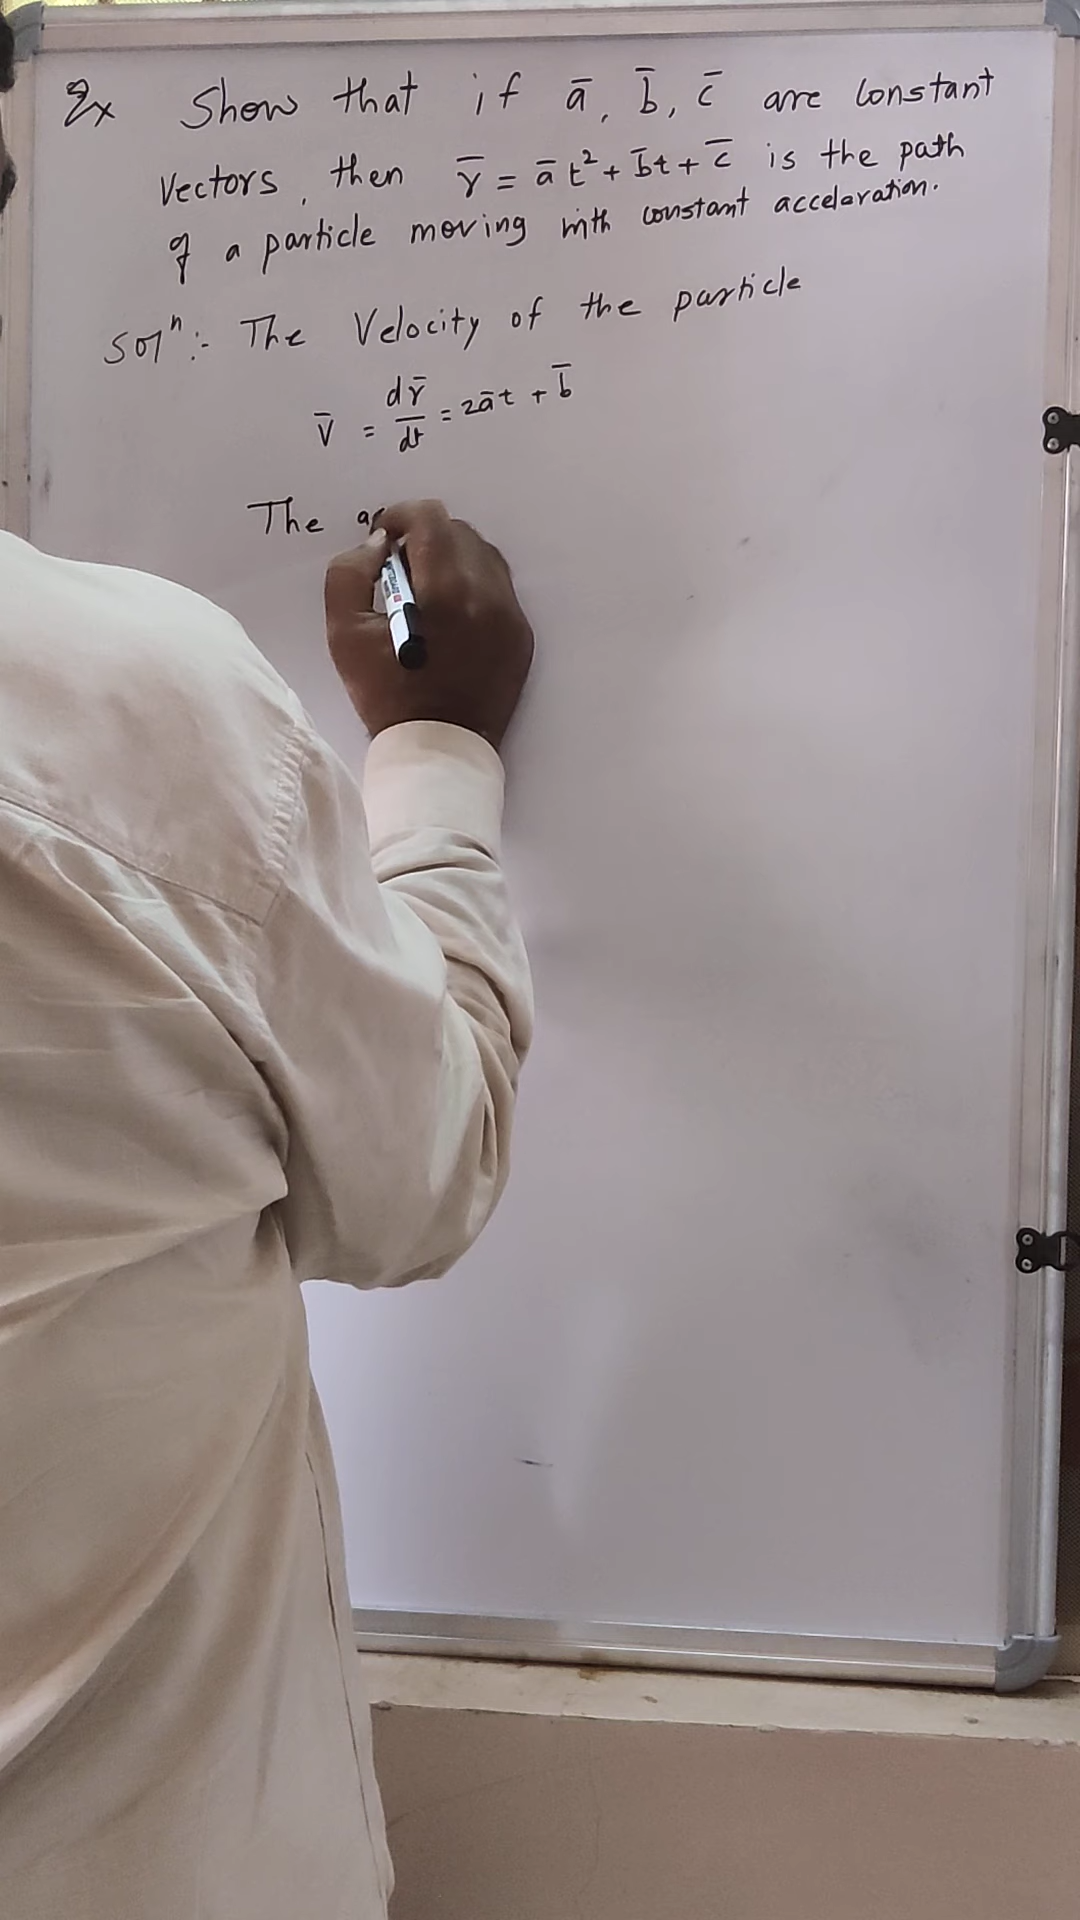 Ex Show that if a̅, b̅, c̅ are constant
vectors, then r̅ = a̅t² + b̅t + c̅ is the path
of a particle moving with constant acceleration.
Solⁿ:- The Velocity of the particle
V̅ = dr̅/dt = 2a̅t + b̅
The